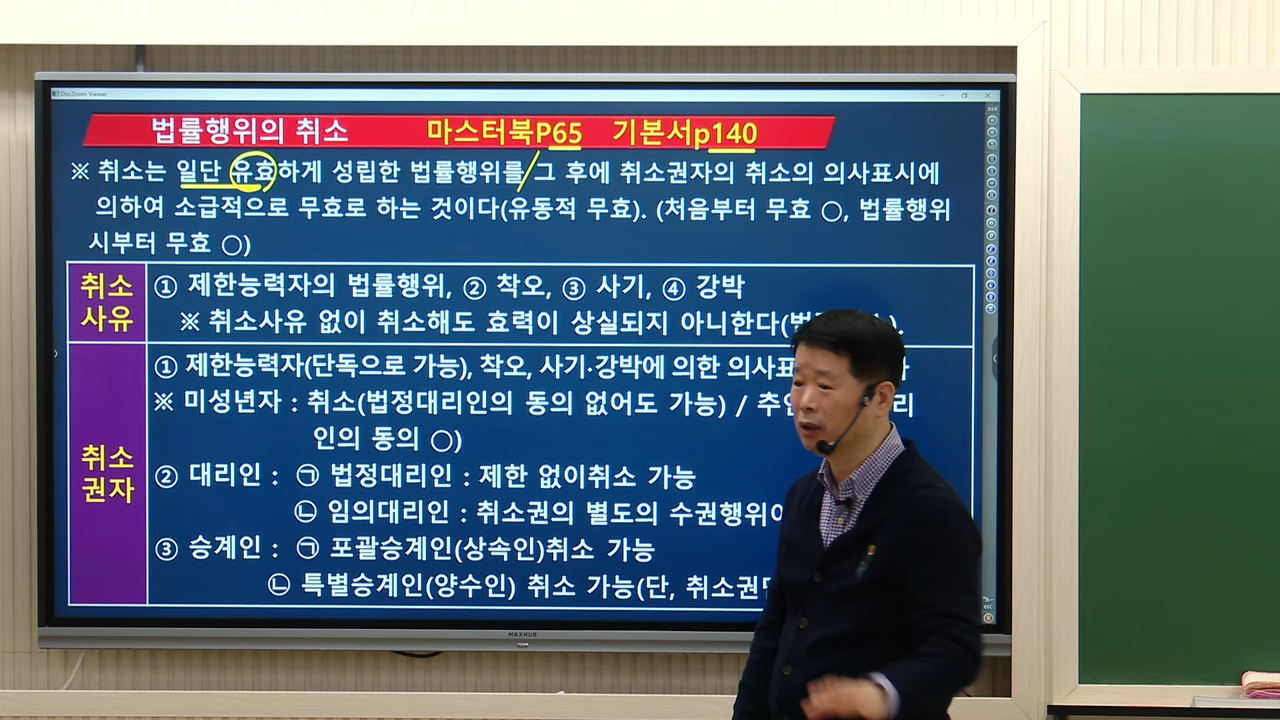 DocZoom Viewer
법률행위의 취소 마스터북P65 기본서p140
※ 취소는 일단 유효하게 성립한 법률행위를 그 후에 취소권자의 취소의 의사표시에
의하여 소급적으로 무효로 하는 것이다(유동적 무효). (처음부터 무효 ○, 법률행위
시부터 무효 ○)
취소
사유
① 제한능력자의 법률행위, ② 착오, ③ 사기, ④ 강박
※ 취소사유 없이 취소해도 효력이 상실되지 아니한다
취소
권자
① 제한능력자(단독으로 가능), 착오, 사기·강박에 의한
※ 미성년자 : 취소(법정대리인의 동의 없어도 가능) /
인의 동의 ○)
② 대리인 : ㉠ 법정대리인 : 제한 없이취소 가능
㉡ 임의대리인 : 취소권의 별도의
③ 승계인 : ㉠ 포괄승계인(상속인)취소 가능
㉡ 특별승계인(양수인) 취소 가능(단,
MAXHUB